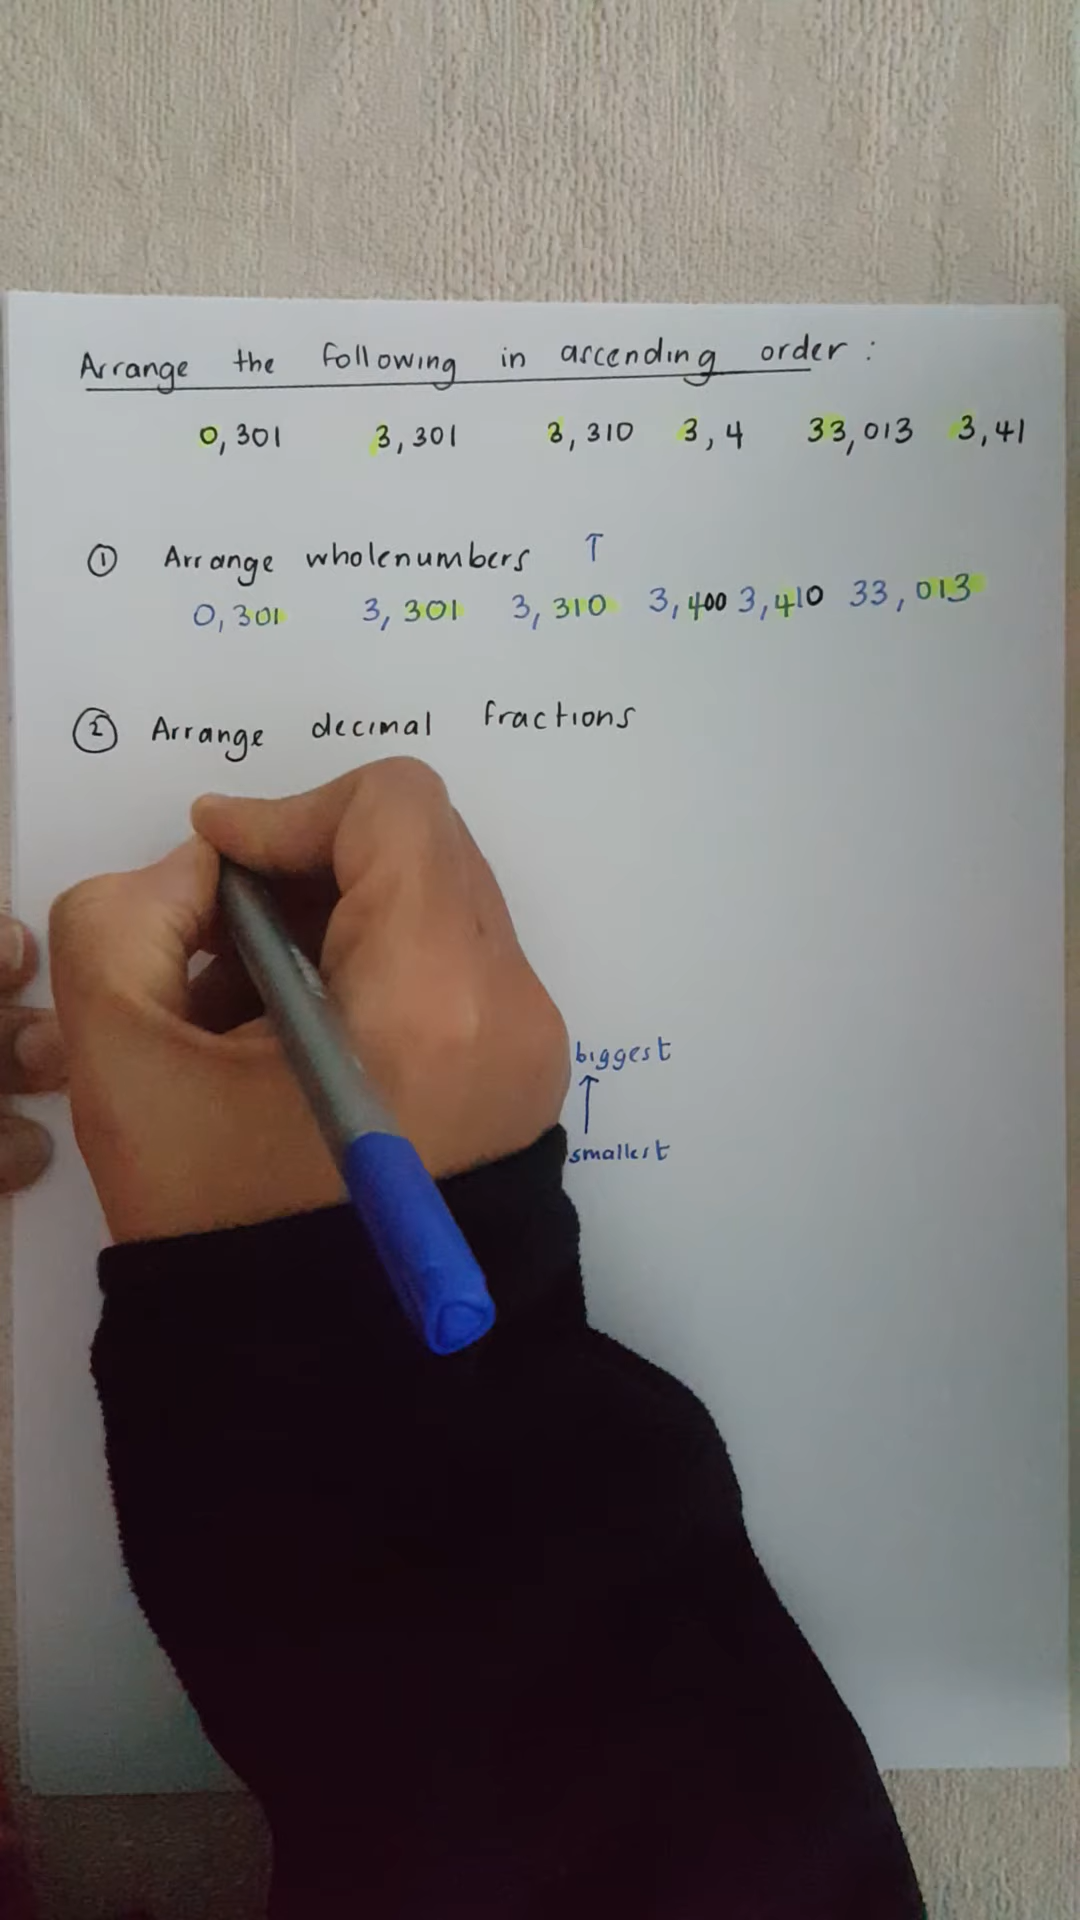 Arrange the following in ascending order :
0,301 3,301 3,310 3,4 33,013 3,41
① Arrange wholenumbers ↑
0,301 3,301 3,310 3,400 3,410 33,013
② Arrange decimal fractions
biggest
↑
smallest